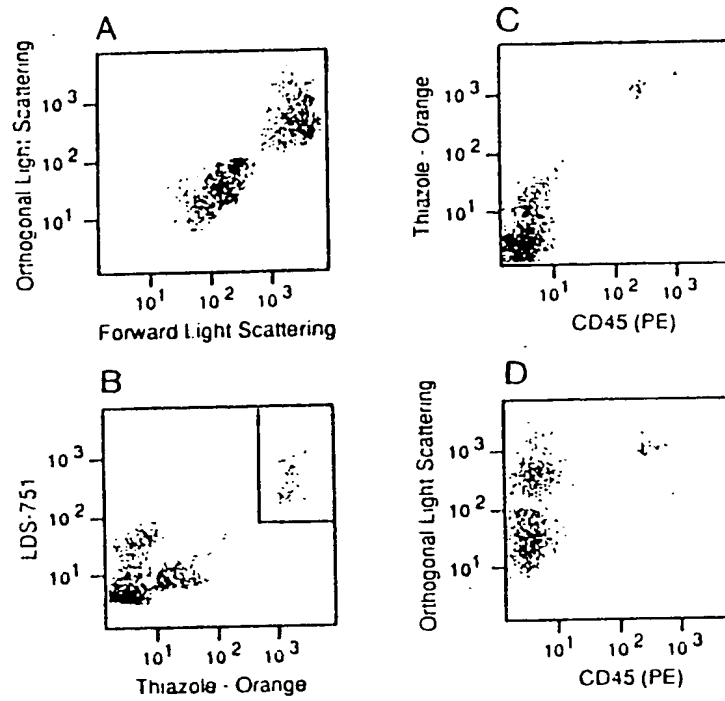 A
Orthogonal Light Scattering
10³
10²
10¹
10¹ 10² 10³
Forward Light Scattering
C
Thiazole - Orange
10³
10²
10¹
10¹ 10² 10³
CD45 (PE)
B
LDS-751
10³
10²
10¹
10¹ 10² 10³
Thiazole - Orange
D
Orthogonal Light Scattering
10³
10²
10¹
10¹ 10² 10³
CD45 (PE)